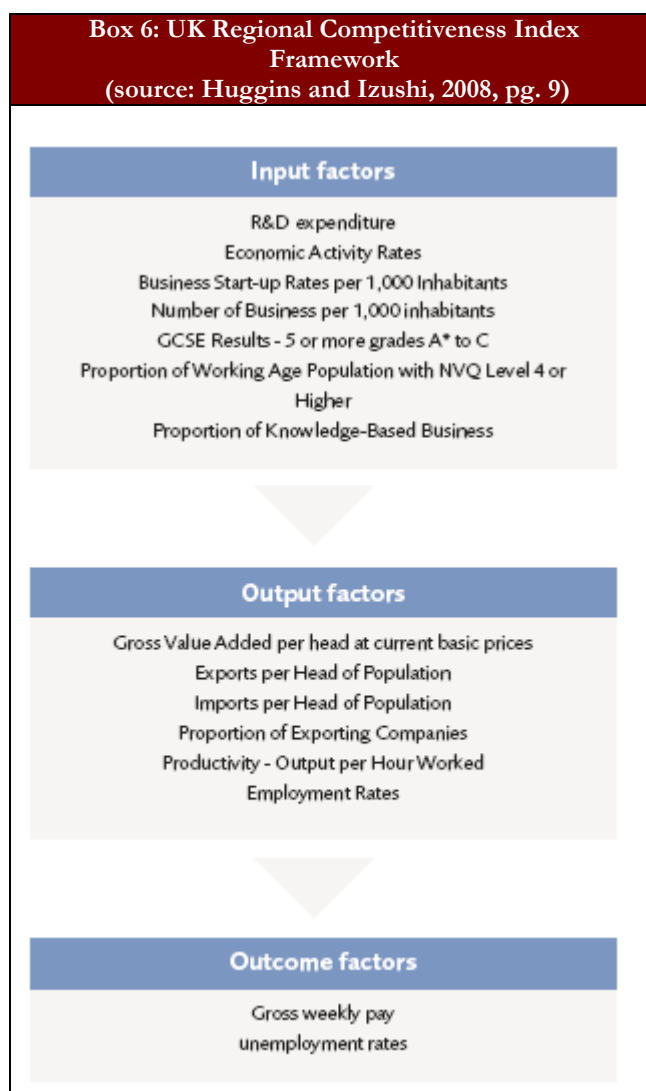 Box 6: UK Regional Competitiveness Index
Framework
(source: Huggins and Izushi, 2008, pg. 9)
Input factors
R&D expenditure
Economic Activity Rates
Business Start-up Rates per 1,000 Inhabitants
Number of Business per 1,000 inhabitants
GCSE Results - 5 or more grades A* to C
Proportion of Working Age Population with NVQ Level 4 or
Higher
Proportion of Knowledge-Based Business
Output factors
Gross Value Added per head at current basic prices
Exports per Head of Population
Imports per Head of Population
Proportion of Exporting Companies
Productivity - Output per Hour Worked
Employment Rates
Outcome factors
Gross weekly pay
unemployment rates